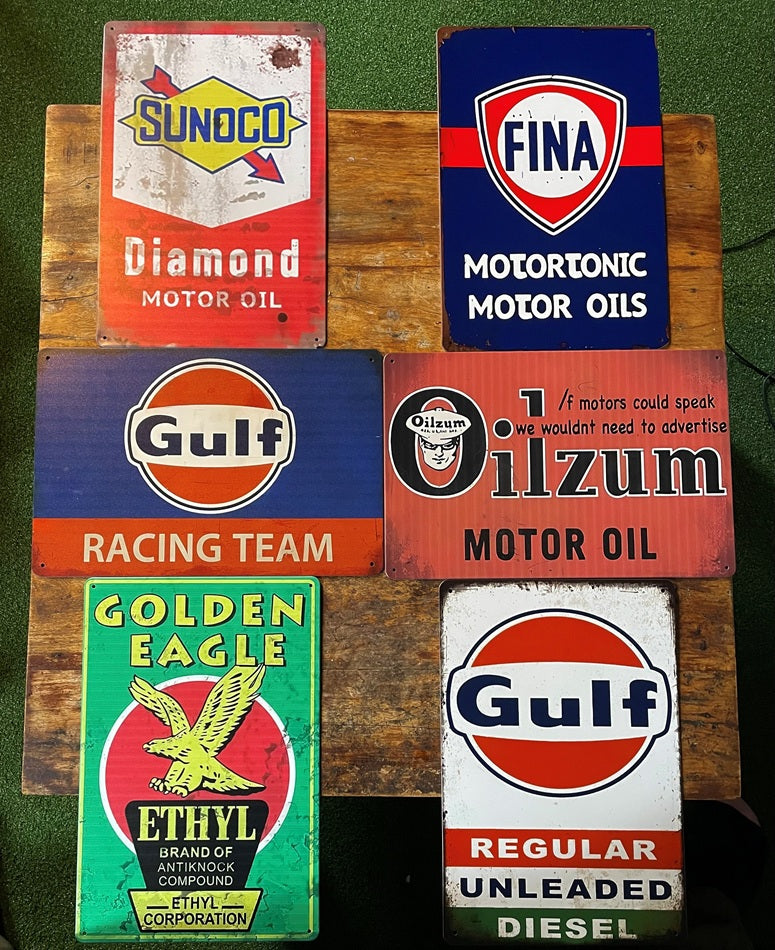 SUNOCO
Diamond
MOTOR OIL
FINA
MOTORTONIC
MOTOR OILS
Gulf
RACING TEAM
If motors could speak
we wouldnt need to advertise
Oilzum
Oilzum
MOTOR OIL
GOLDEN
EAGLE
ETHYL
BRAND OF
ANTIKNOCK
COMPOUND
ETHYL
CORPORATION
Gulf
REGULAR
UNLEADED
DIESEL